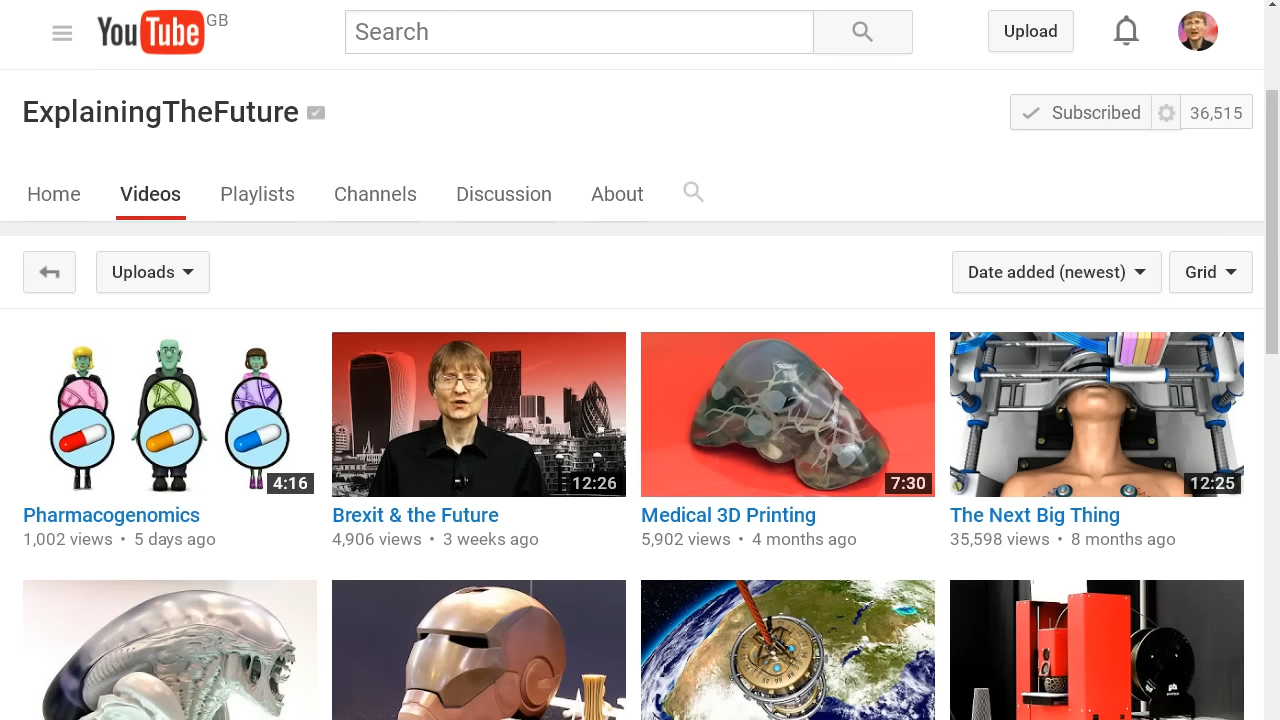 YouTube GB
Search
Upload
ExplainingTheFuture
Subscribed 36,515
Home Videos Playlists Channels Discussion About
Uploads
Date added (newest) Grid
4:16 12:26 7:30 12:25
Pharmacogenomics
1,002 views • 5 days ago
Brexit & the Future
4,906 views • 3 weeks ago
Medical 3D Printing
5,902 views • 4 months ago
The Next Big Thing
35,598 views • 8 months ago